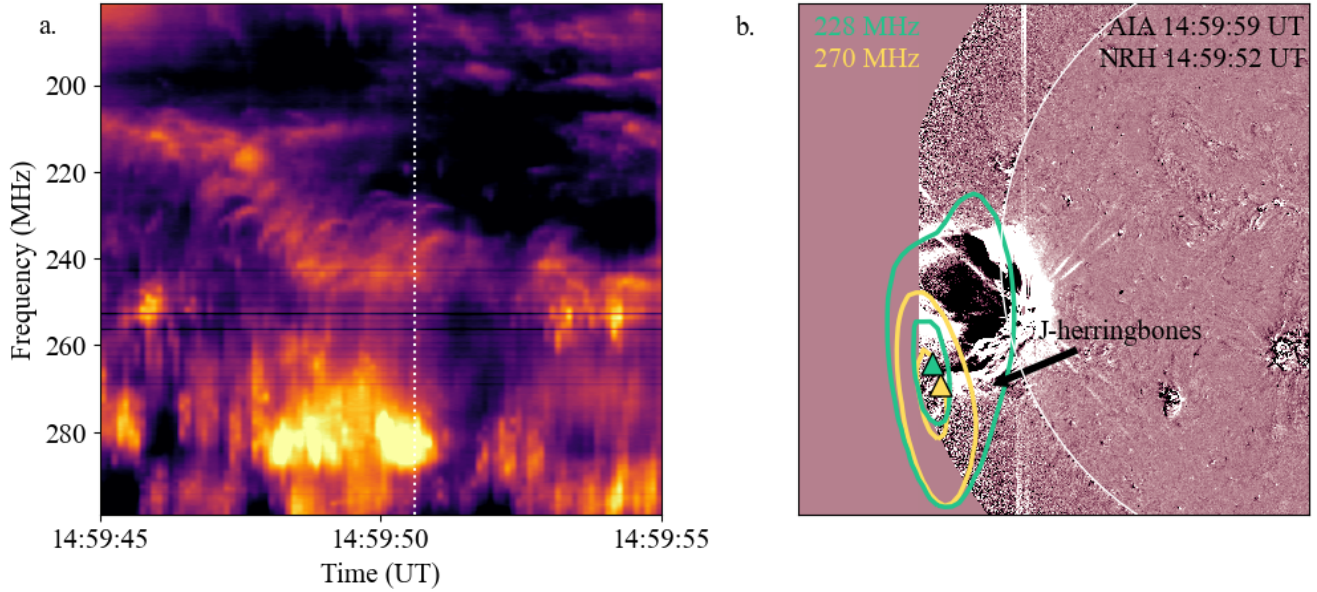 a.
200
220
240
260
280
Frequency (MHz)
14:59:45
14:59:50
14:59:55
Time (UT)
b.
228 MHz
270 MHz
AIA 14:59:59 UT
NRH 14:59:52 UT
J-herringbones